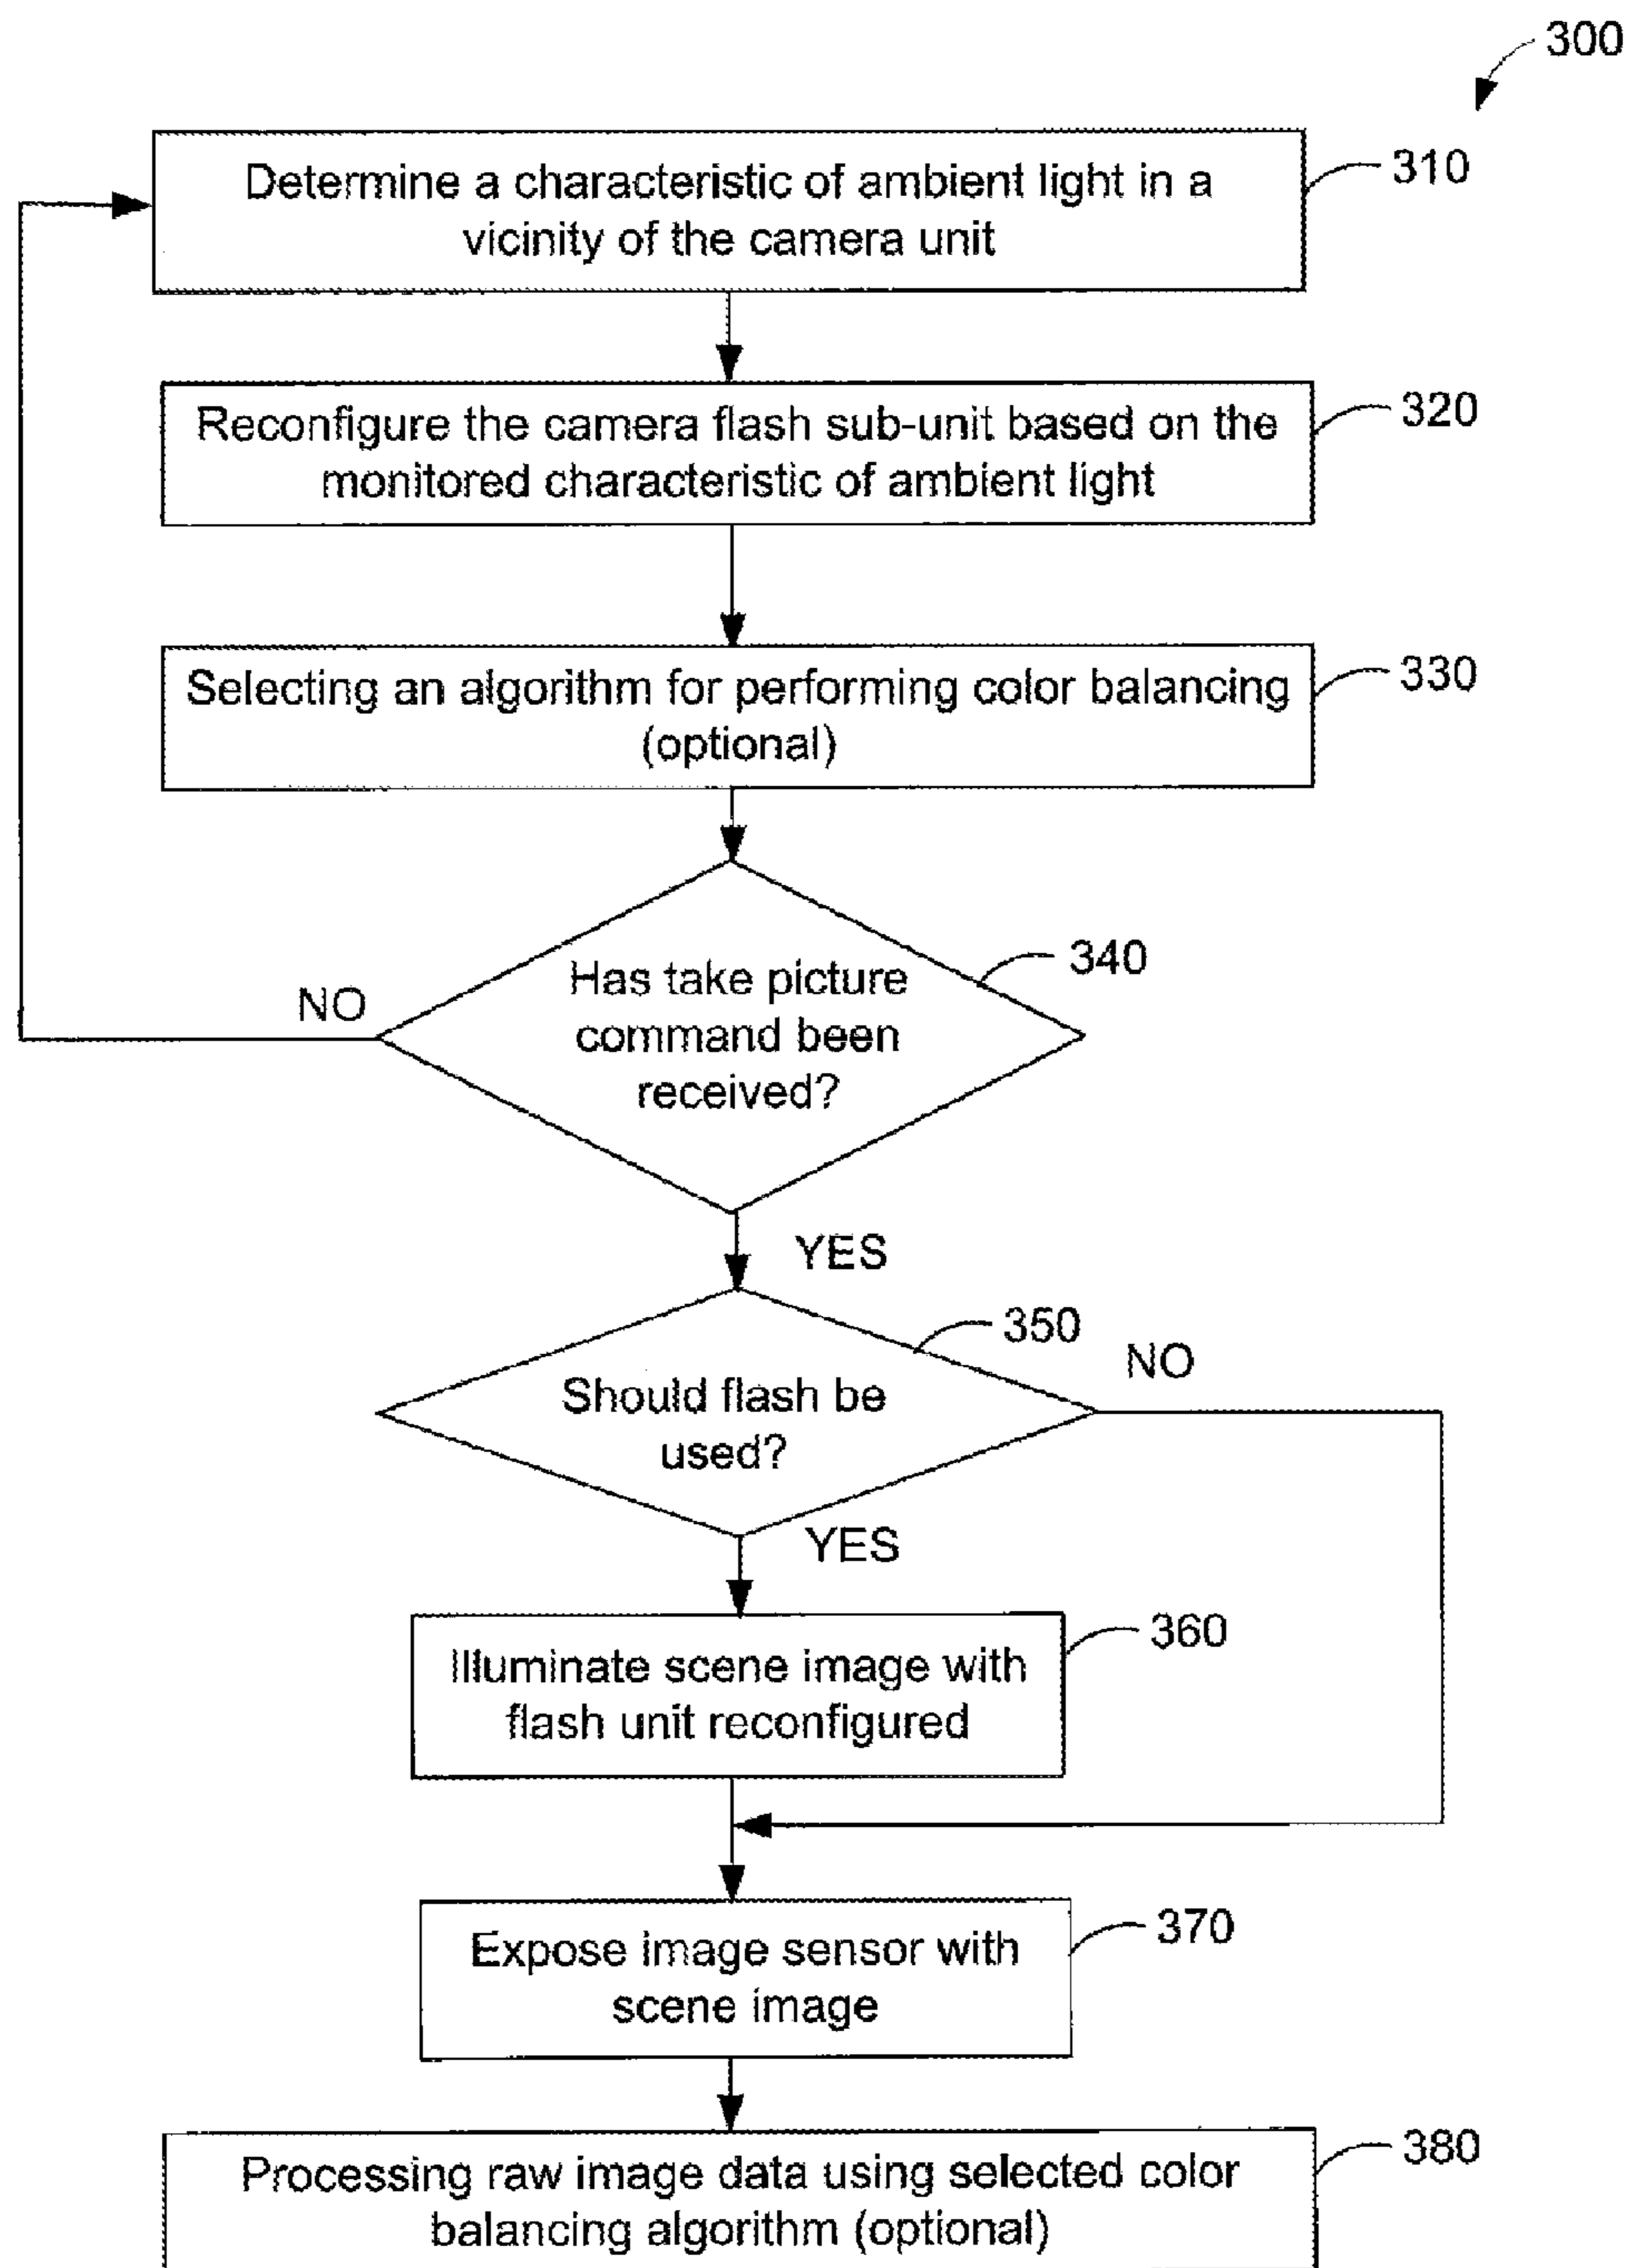 300
Determine a characteristic of ambient light in a
vicinity of the camera unit
310
Reconfigure the camera flash sub-unit based on the
monitored characteristic of ambient light
320
Selecting an algorithm for performing color balancing
(optional)
330
Has take picture
command been
received?
340
NO
YES
Should flash be
used?
350
NO
YES
Illuminate scene image with
flash unit reconfigured
360
Expose image sensor with
scene image
370
Processing raw image data using selected color
balancing algorithm (optional)
380